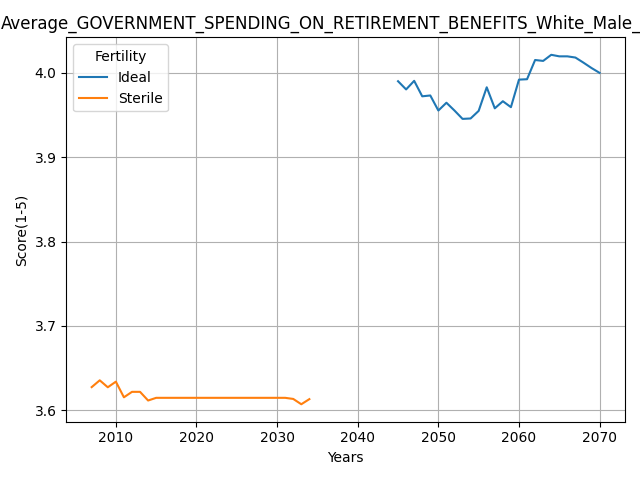 Average_GOVERNMENT_SPENDING_ON_RETIREMENT_BENEFITS_White_Male_
Fertility
Ideal
Sterile
4.0
3.9
3.8
3.7
3.6
Score(1-5)
2010 2020 2030 2040 2050 2060 2070
Years